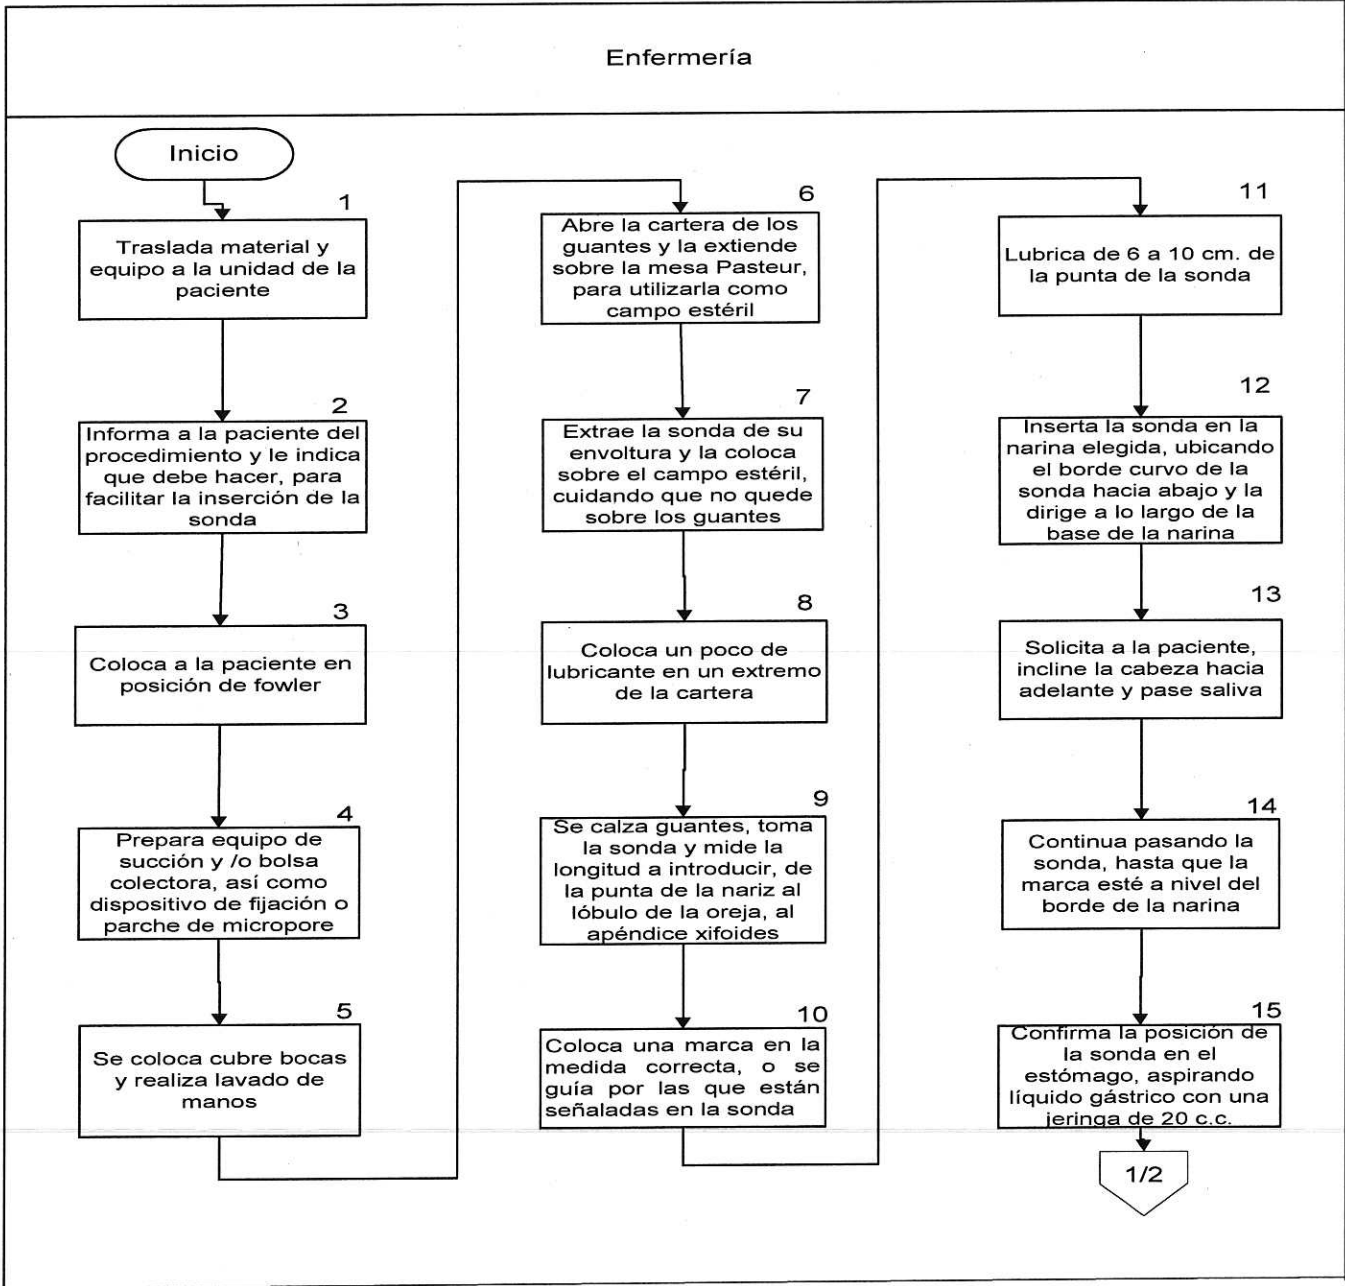 Enfermería
Inicio
1
Traslada material y
equipo a la unidad de la
paciente
2
Informa a la paciente del
procedimiento y le indica
que debe hacer, para
facilitar la inserción de la
sonda
3
Coloca a la paciente en
posición de fowler
4
Prepara equipo de
succión y /o bolsa
colectora, así como
dispositivo de fijación o
parche de micropore
5
Se coloca cubre bocas
y realiza lavado de
manos
6
Abre la cartera de los
guantes y la extiende
sobre la mesa Pasteur,
para utilizarla como
campo estéril
7
Extrae la sonda de su
envoltura y la coloca
sobre el campo estéril,
cuidando que no quede
sobre los guantes
8
Coloca un poco de
lubricante en un extremo
de la cartera
9
Se calza guantes, toma
la sonda y mide la
longitud a introducir, de
la punta de la nariz al
lóbulo de la oreja, al
apéndice xifoides
10
Coloca una marca en la
medida correcta, o se
guía por las que están
señaladas en la sonda
11
Lubrica de 6 a 10 cm. de
la punta de la sonda
12
Inserta la sonda en la
narina elegida, ubicando
el borde curvo de la
sonda hacia abajo y la
dirige a lo largo de la
base de la narina
13
Solicita a la paciente,
incline la cabeza hacia
adelante y pase saliva
14
Continua pasando la
sonda, hasta que la
marca esté a nivel del
borde de la narina
15
Confirma la posición de
la sonda en el
estómago, aspirando
líquido gástrico con una
jeringa de 20 c.c.
1/2